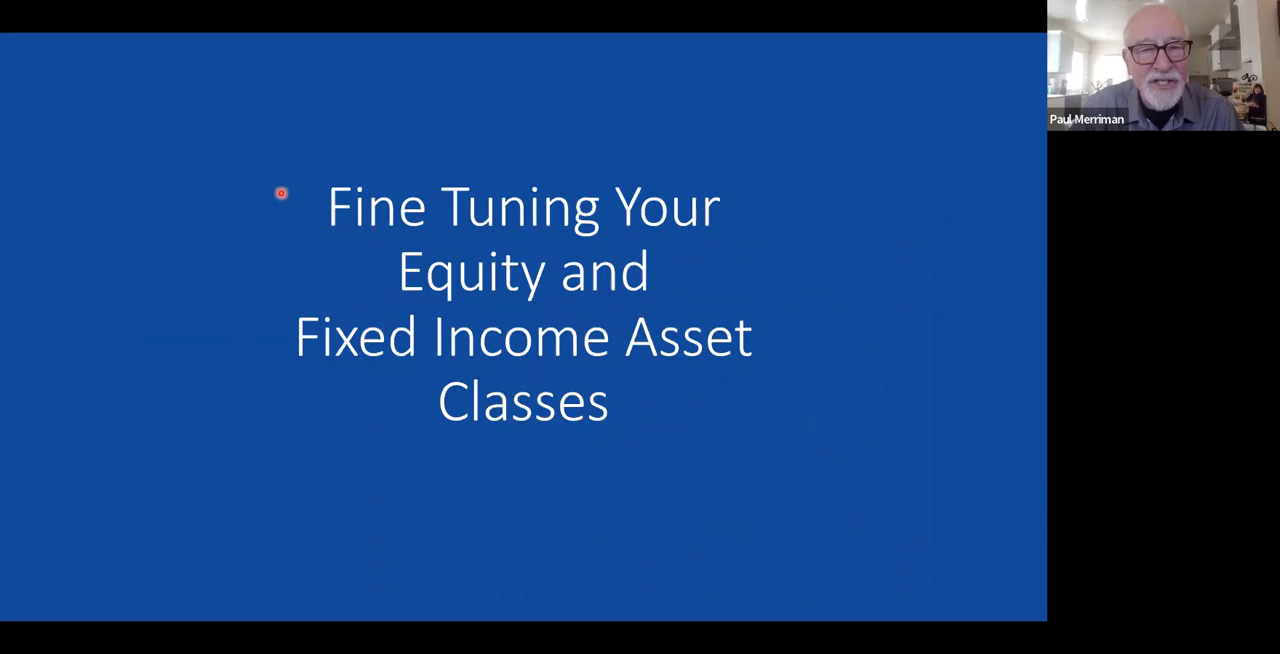 Fine Tuning Your
Equity and
Fixed Income Asset
Classes
Paul Merriman